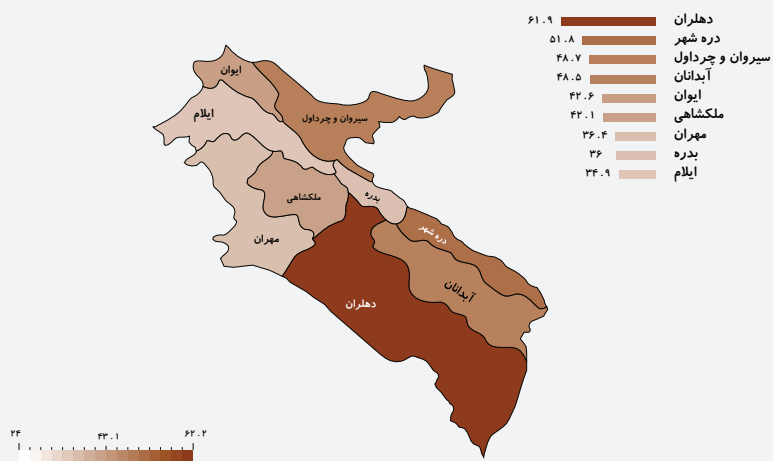 دهلران ۶۱.۹
دره شهر ۵۱.۸
سیروان و چرداول ۴۸.۷
آبدانان ۴۸.۵
ایوان ۴۲.۶
ملکشاهی ۴۲.۱
مهران ۳۶.۴
بدره ۳۶
ایلام ۳۴.۹
ایوان
ایلام
سیروان و چرداول
ملکشاهی
بدره
مهران
دره شهر
آبدانان
دهلران
۲۴ ۴۳.۱ ۶۲.۲